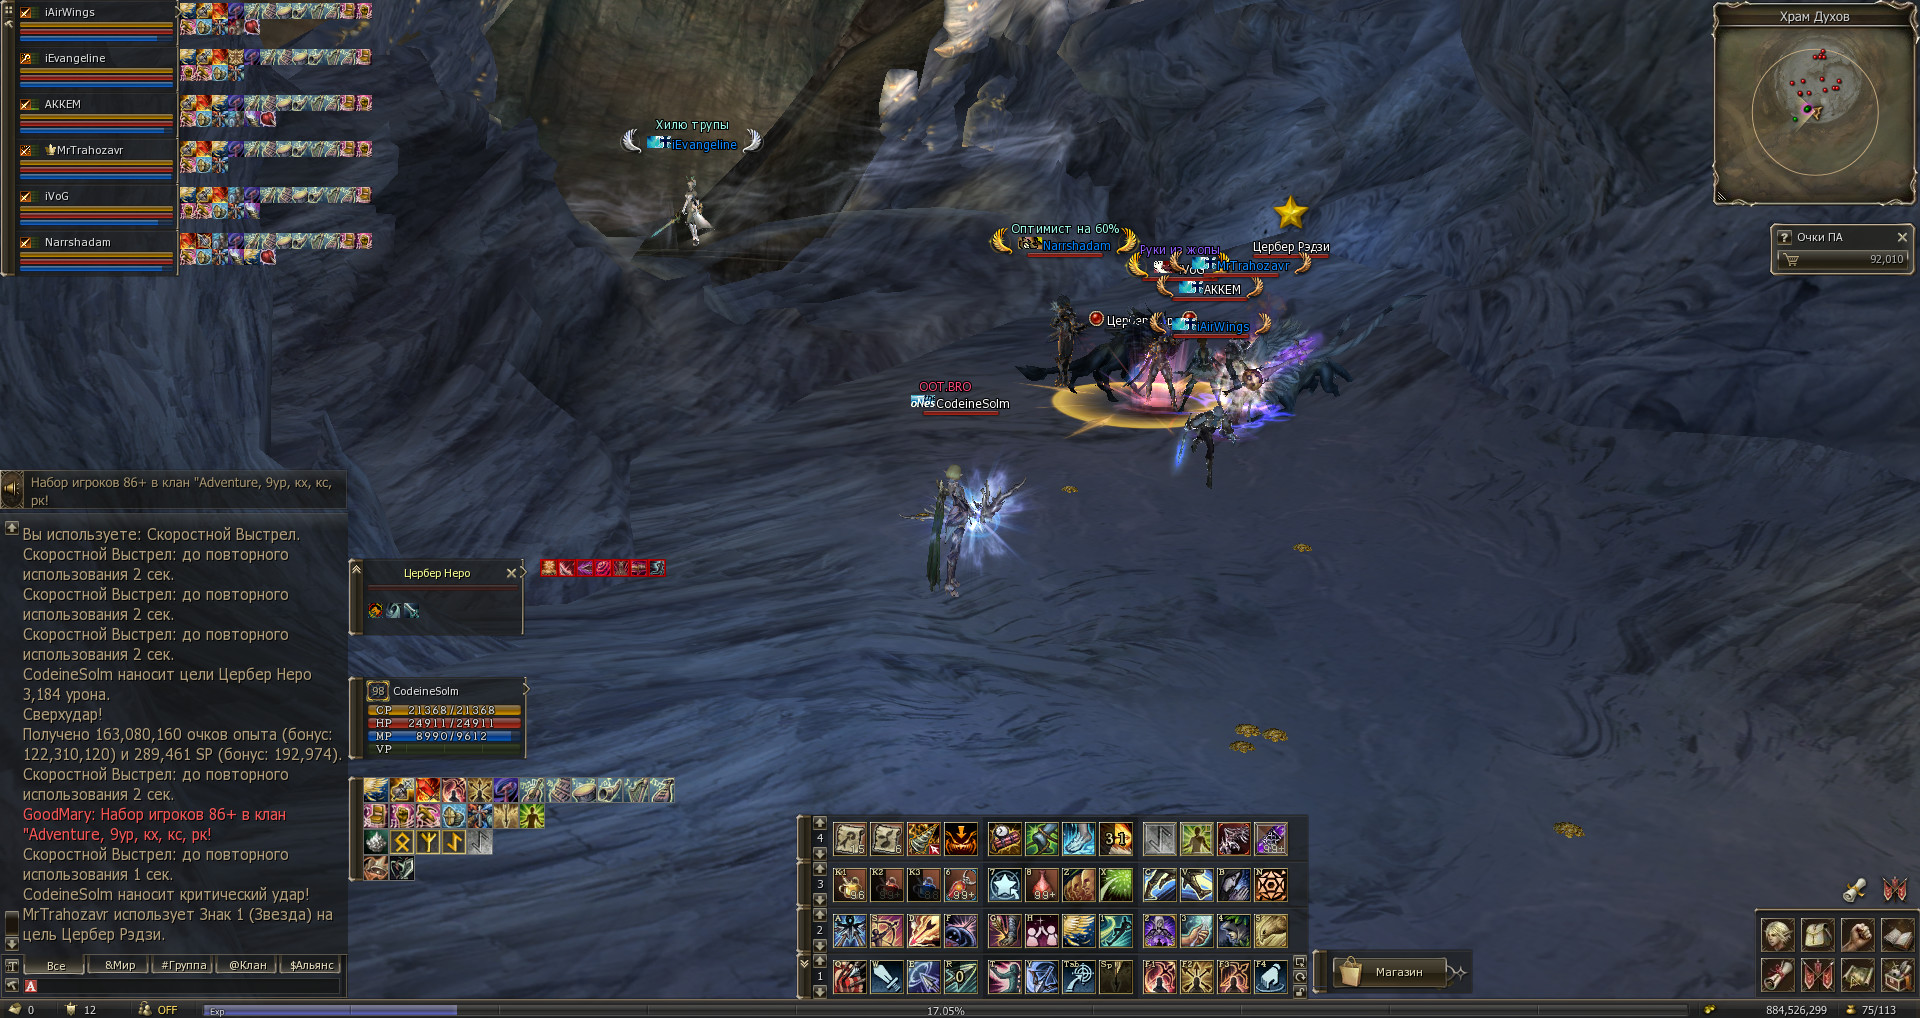 iAirWings
iEvangeline
AKKEM
MrTrahozavr
iVoG
Narrshadam
Хилю трупы
iEvangeline
Оптимист на 60%
Narrshadam
Руки из жопы
iVoG
MrTrahozavr
Цербер Рэдзи
AKKEM
iAirWings
OOT.BRO
CodeineSolm
Храм Духов
Очки ПА
92,010
Набор игроков 86+ в клан "Adventure, 9ур, кх, кс,
рк!
Вы используете: Скоростной Выстрел.
Скоростной Выстрел: до повторного
использования 2 сек.
Скоростной Выстрел: до повторного
использования 2 сек.
Скоростной Выстрел: до повторного
использования 2 сек.
CodeineSolm наносит цели Цербер Неро
3,184 урона.
Сверхудар!
Получено 163,080,160 очков опыта (бонус:
122,310,120) и 289,461 SP (бонус: 192,974).
Скоростной Выстрел: до повторного
использования 2 сек.
GoodMary: Набор игроков 86+ в клан
"Adventure, 9ур, кх, кс, рк!
Скоростной Выстрел: до повторного
использования 1 сек.
CodeineSolm наносит критический удар!
MrTrahozavr использует Знак 1 (Звезда) на
цель Цербер Рэдзи.
Все &Мир #Группа @Клан $Альянс
A
Цербер Неро
98 CodeineSolm
CP 21368/21368
HP 24911/24911
MP 8990/9612
VP
4
3
2
1
Магазин
0 12 OFF Exp 17.05% 884,526,299 75/113